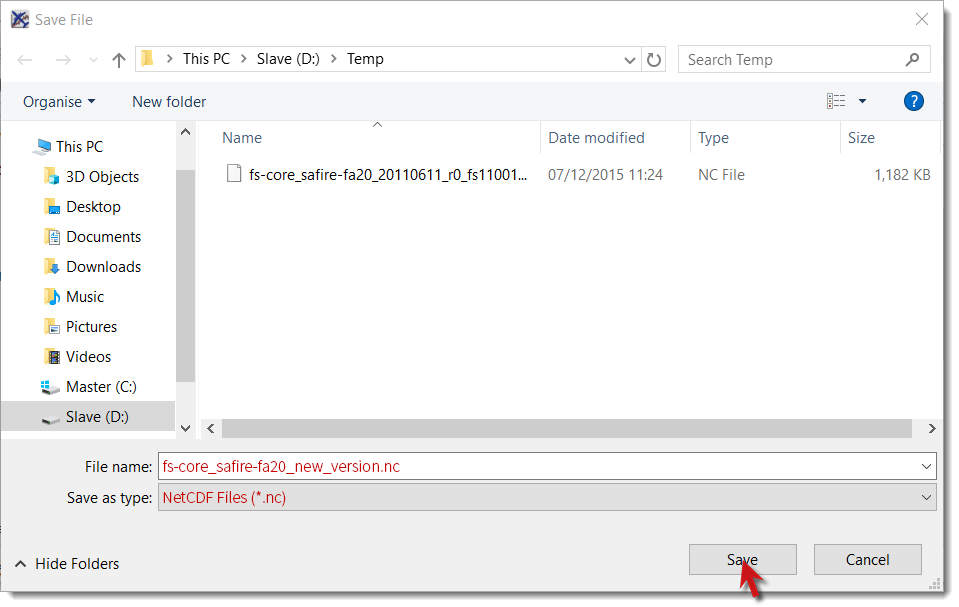 Save File
This PC > Slave (D:) > Temp
Search Temp
Organise
New folder
?
Name
Date modified
Type
Size
fs-core_safire-fa20_20110611_r0_fs11001...
07/12/2015 11:24
NC File
1,182 KB
This PC
3D Objects
Desktop
Documents
Downloads
Music
Pictures
Videos
Master (C:)
Slave (D:)
File name: fs-core_safire-fa20_new_version.nc
Save as type: NetCDF Files (*.nc)
Hide Folders
Save
Cancel